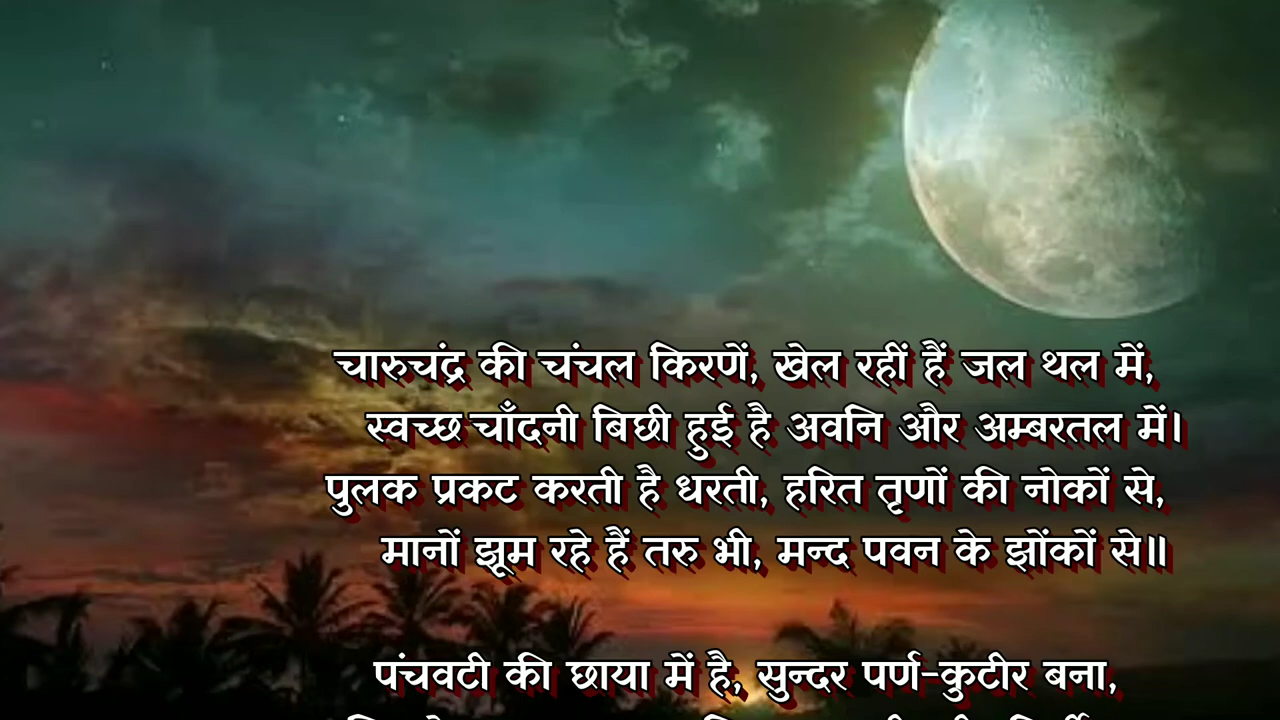 चारुचंद्र की चंचल किरणें, खेल रहीं हैं जल थल में,
स्वच्छ चाँदनी बिछी हुई है अवनि और अम्बरतल में।
पुलक प्रकट करती है धरती, हरित तृणों की नोकों से,
मानों झूम रहे हैं तरु भी, मन्द पवन के झोंकों से॥
पंचवटी की छाया में है, सुन्दर पर्ण-कुटीर बना,